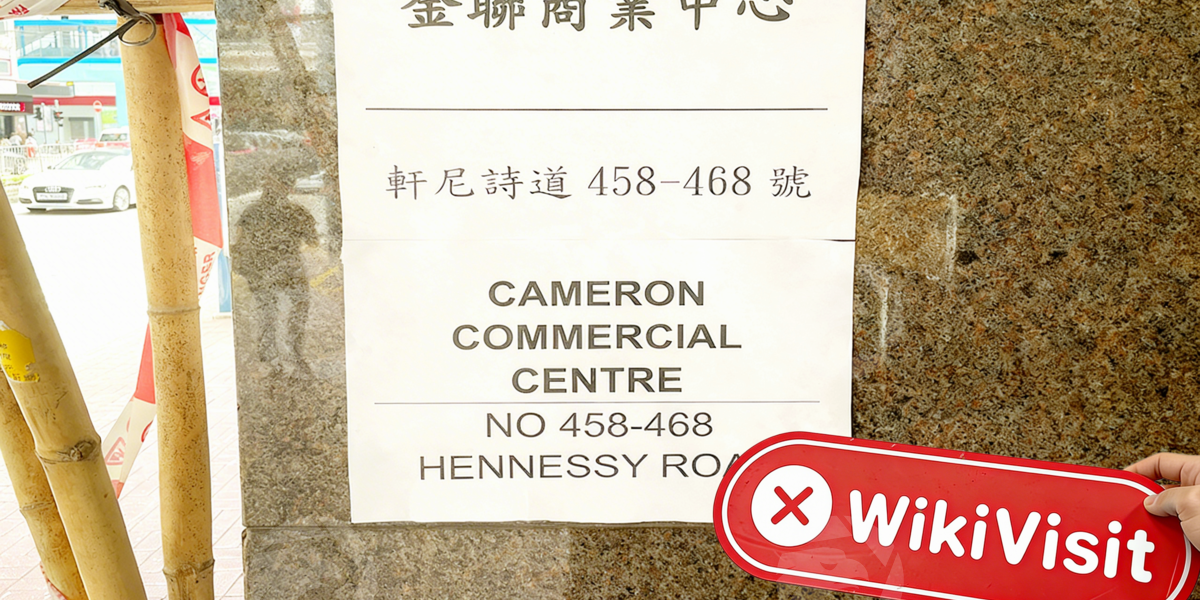 金聯商業中心
軒尼詩道 458-468 號
CAMERON
COMMERCIAL
CENTRE
NO 458-468
HENNESSY ROA
WikiVisit